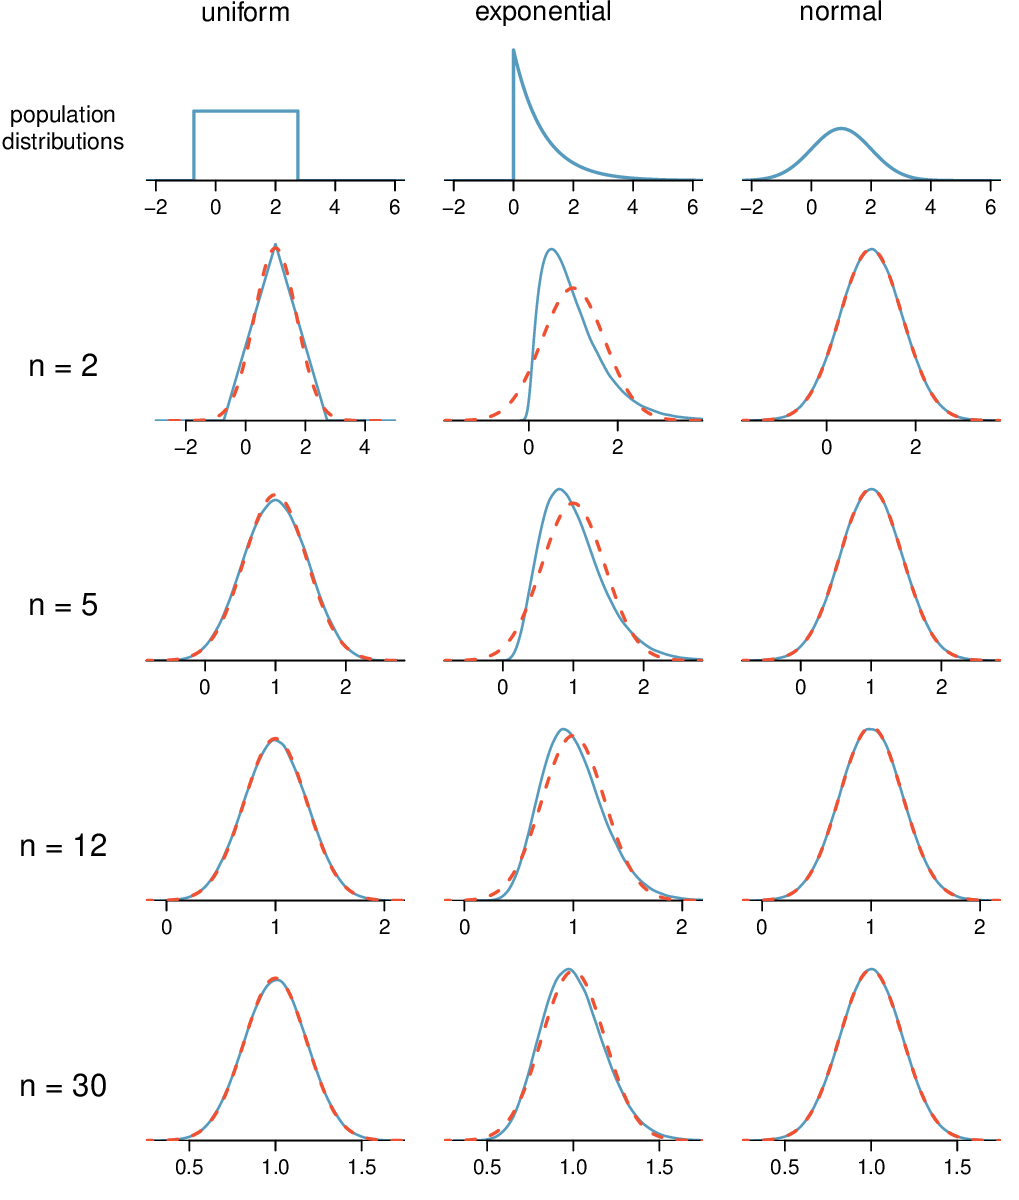 uniform exponential normal
population
distributions
−2 0 2 4 6 −2 0 2 4 6 −2 0 2 4 6
n = 2
−2 0 2 4 0 2 0 2
n = 5
0 1 2 0 1 2 0 1 2
n = 12
0 1 2 0 1 2 0 1 2
n = 30
0.5 1.0 1.5 0.5 1.0 1.5 0.5 1.0 1.5